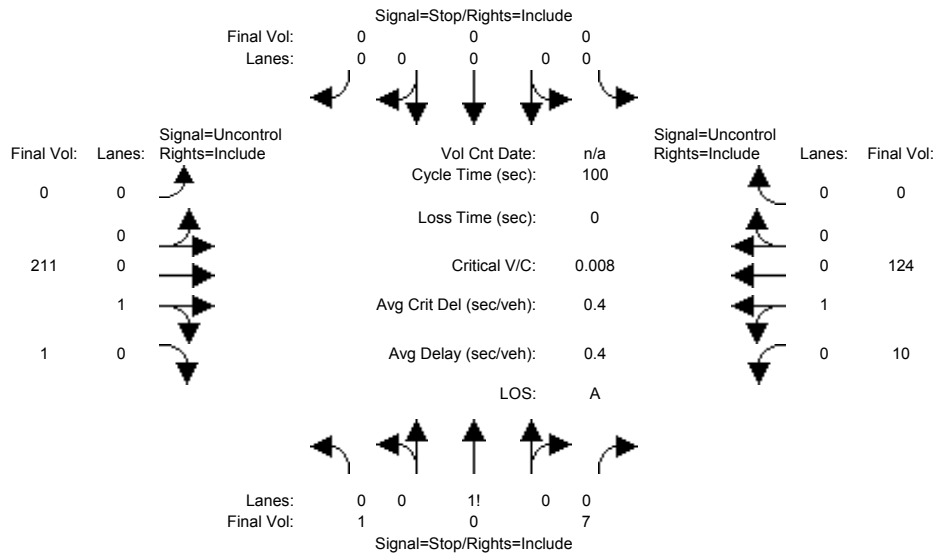 Signal=Stop/Rights=Include
Final Vol: 0 0 0
Lanes: 0 0 0 0 0
Signal=Uncontrol Signal=Uncontrol
Final Vol: Lanes: Rights=Include Vol Cnt Date: n/a Rights=Include Lanes: Final Vol:
Cycle Time (sec): 100
0 0 0 0
Loss Time (sec): 0
0 0
211 0 Critical V/C: 0.008 0 124
1 Avg Crit Del (sec/veh): 0.4 1
1 0 Avg Delay (sec/veh): 0.4 0 10
LOS: A
Lanes: 0 0 1! 0 0
Final Vol: 1 0 7
Signal=Stop/Rights=Include